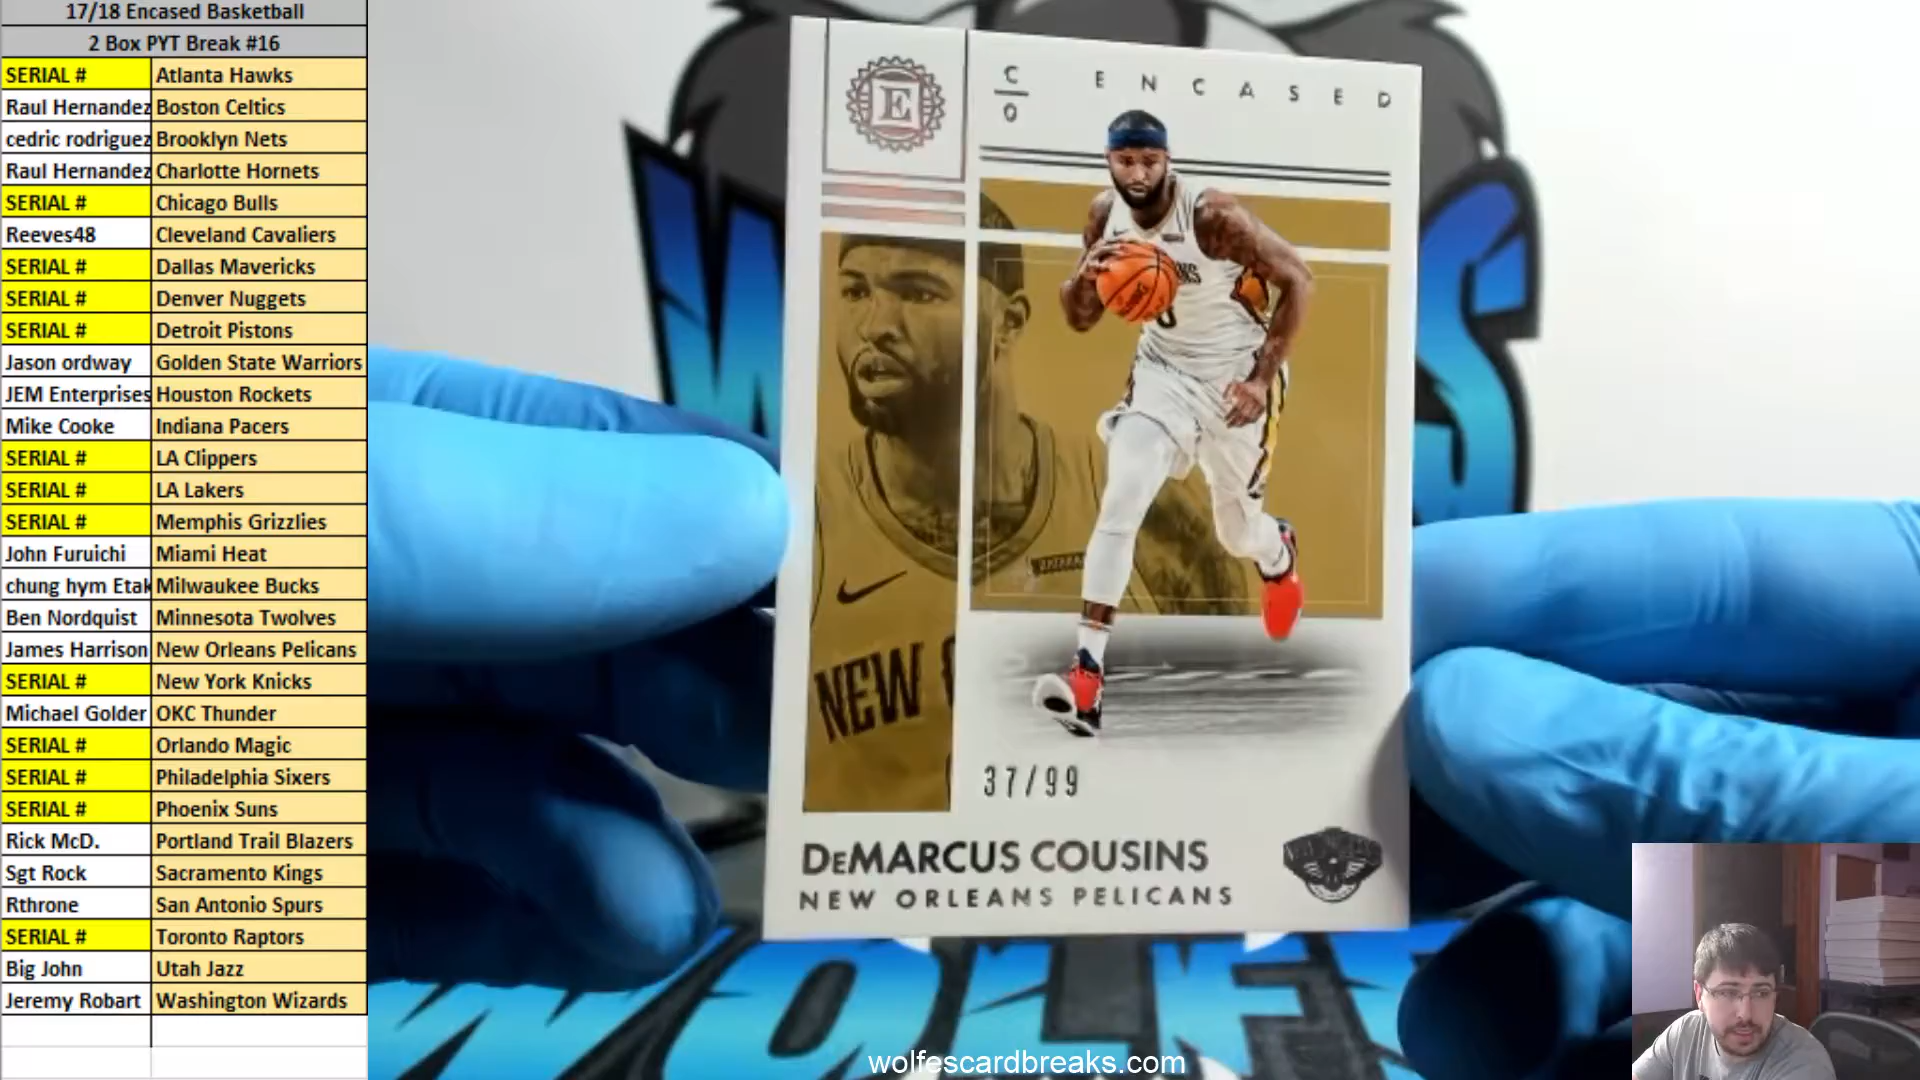 17/18 Encased Basketball
2 Box PYT Break #16
SERIAL # Atlanta Hawks
Raul Hernandez Boston Celtics
cedric rodriguez Brooklyn Nets
Raul Hernandez Charlotte Hornets
SERIAL # Chicago Bulls
Reeves48 Cleveland Cavaliers
SERIAL # Dallas Mavericks
SERIAL # Denver Nuggets
SERIAL # Detroit Pistons
Jason ordway Golden State Warriors
JEM Enterprises Houston Rockets
Mike Cooke Indiana Pacers
SERIAL # LA Clippers
SERIAL # LA Lakers
SERIAL # Memphis Grizzlies
John Furuichi Miami Heat
chung hym Etak Milwaukee Bucks
Ben Nordquist Minnesota Twolves
James Harrison New Orleans Pelicans
SERIAL # New York Knicks
Michael Golder OKC Thunder
SERIAL # Orlando Magic
SERIAL # Philadelphia Sixers
SERIAL # Phoenix Suns
Rick McD. Portland Trail Blazers
Sgt Rock Sacramento Kings
Rthrone San Antonio Spurs
SERIAL # Toronto Raptors
Big John Utah Jazz
Jeremy Robart Washington Wizards
E
C
0
ENCASED
NEW
37/99
DeMARCUS COUSINS
NEW ORLEANS PELICANS
WOLFE
wolfescardbreaks.com